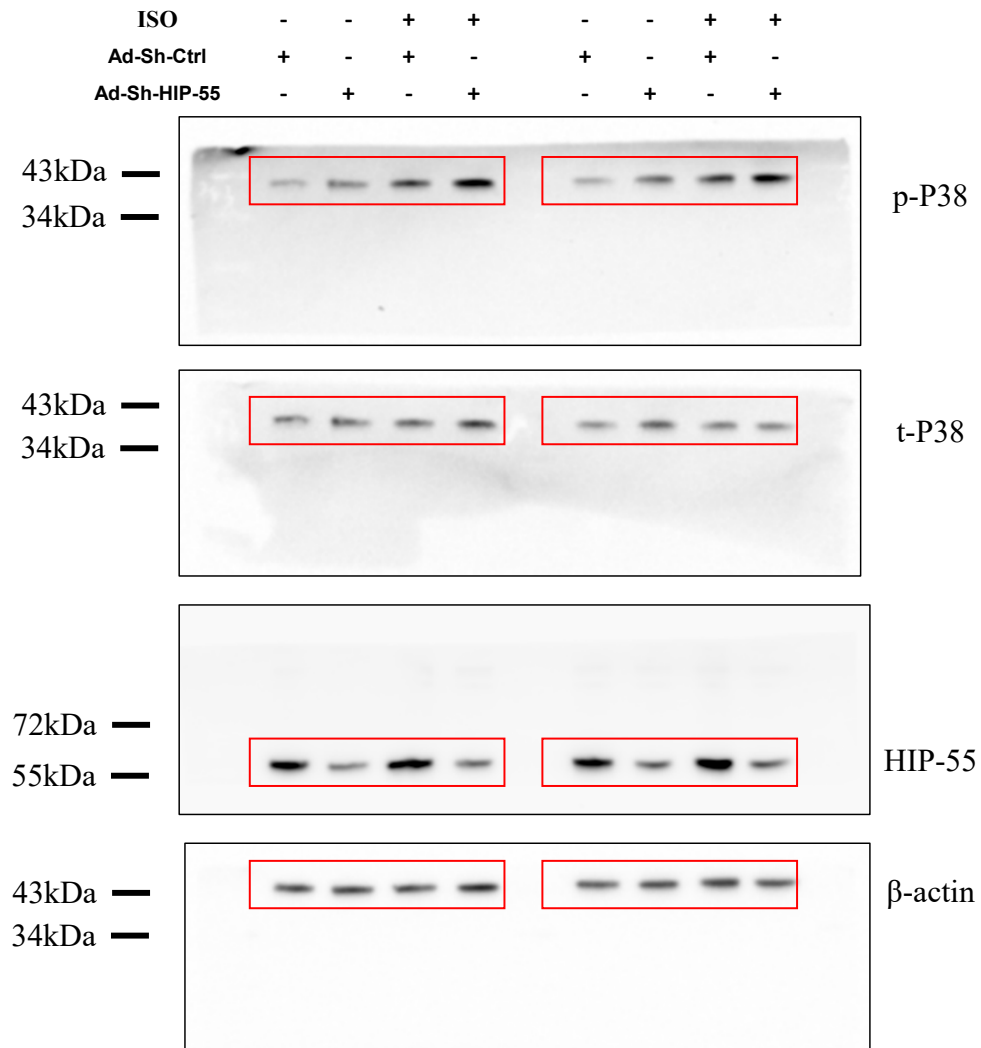 ISO - - + + - - + +
Ad-Sh-Ctrl + - + - + - + -
Ad-Sh-HIP-55 - + - + - + - +
43kDa
p-P38
34kDa
43kDa
t-P38
34kDa
72kDa
HIP-55
55kDa
43kDa
β-actin
34kDa